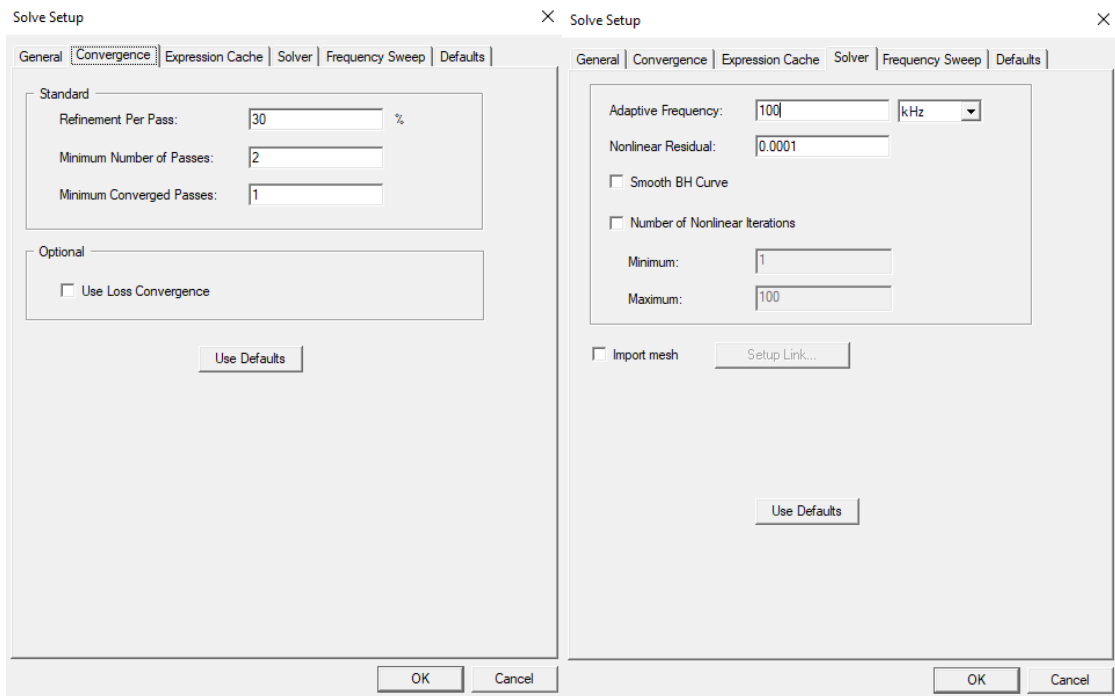 Solve Setup
General Convergence Expression Cache Solver Frequency Sweep Defaults
Standard
Refinement Per Pass: 30 %
Minimum Number of Passes: 2
Minimum Converged Passes: 1
Optional
Use Loss Convergence
Use Defaults
OK Cancel
Solve Setup
General Convergence Expression Cache Solver Frequency Sweep Defaults
Adaptive Frequency: 100 kHz
Nonlinear Residual: 0.0001
Smooth BH Curve
Number of Nonlinear Iterations
Minimum: 1
Maximum: 100
Import mesh Setup Link...
Use Defaults
OK Cancel